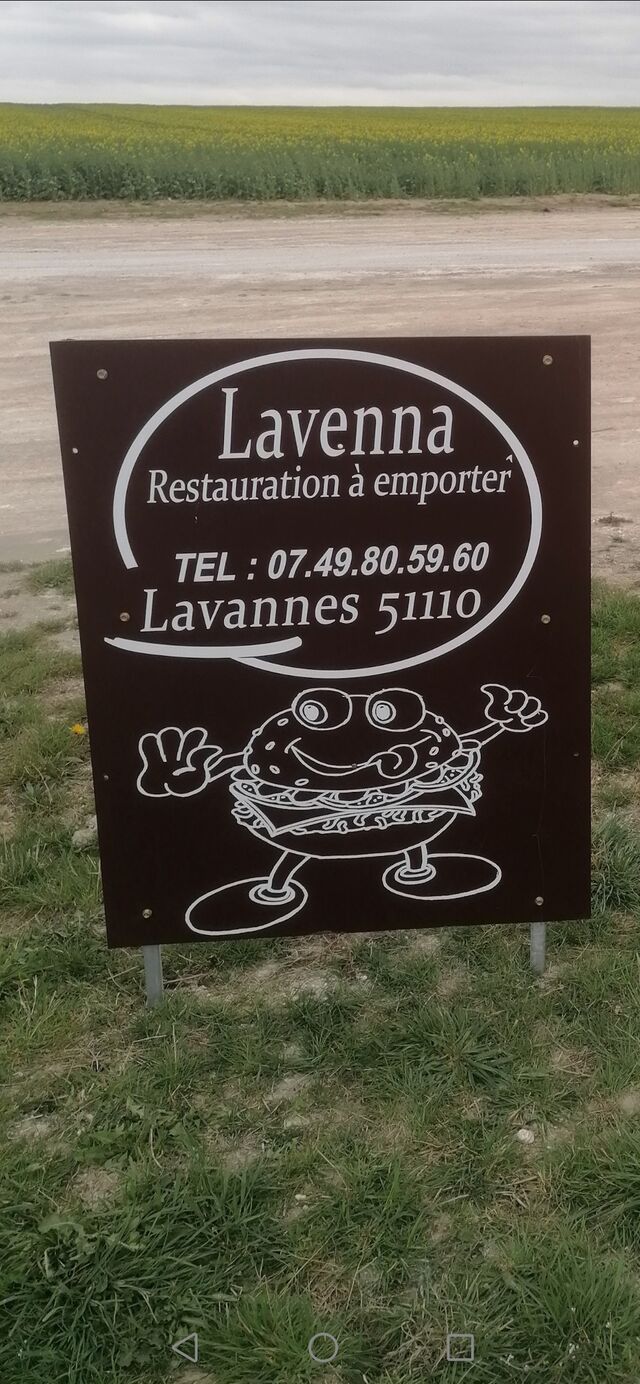 Lavenna
Restauration à emporter
TEL : 07.49.80.59.60
Lavannes 51110